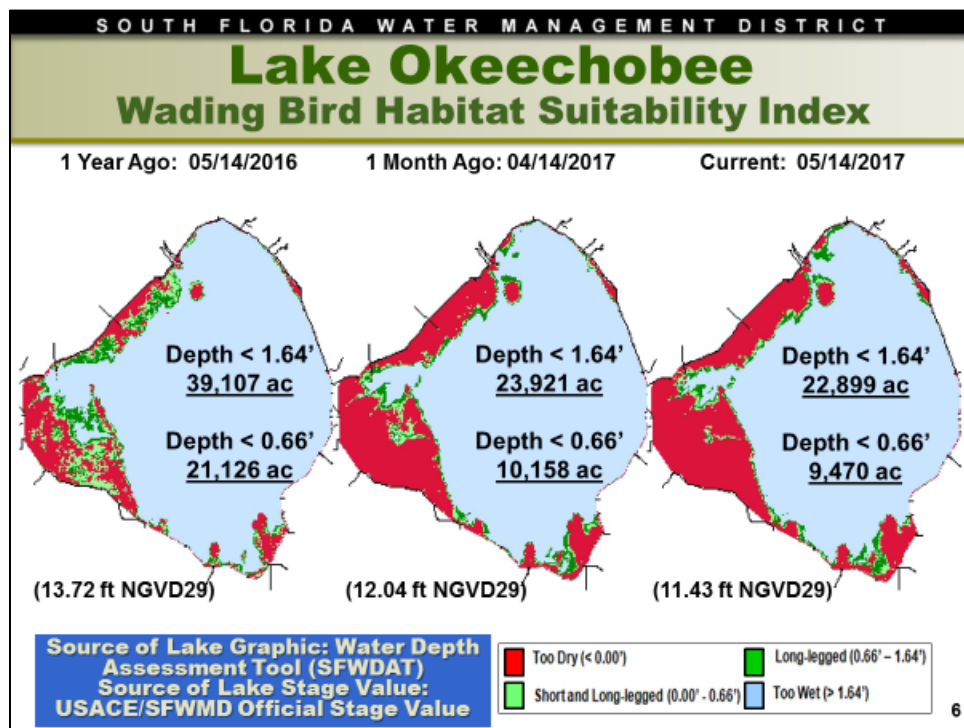 SOUTH FLORIDA WATER MANAGEMENT DISTRICT
Lake Okeechobee
Wading Bird Habitat Suitability Index
1 Year Ago: 05/14/2016
1 Month Ago: 04/14/2017
Current: 05/14/2017
Depth < 1.64’
39,107 ac
Depth < 0.66’
21,126 ac
Depth < 1.64’
23,921 ac
Depth < 0.66’
10,158 ac
Depth < 1.64’
22,899 ac
Depth < 0.66’
9,470 ac
(13.72 ft NGVD29)
(12.04 ft NGVD29)
(11.43 ft NGVD29)
Source of Lake Graphic: Water Depth
Assessment Tool (SFWDAT)
Source of Lake Stage Value:
USACE/SFWMD Official Stage Value
Too Dry (< 0.00')
Long-legged (0.66' – 1.64')
Short and Long-legged (0.00' - 0.66')
Too Wet (> 1.64')
6